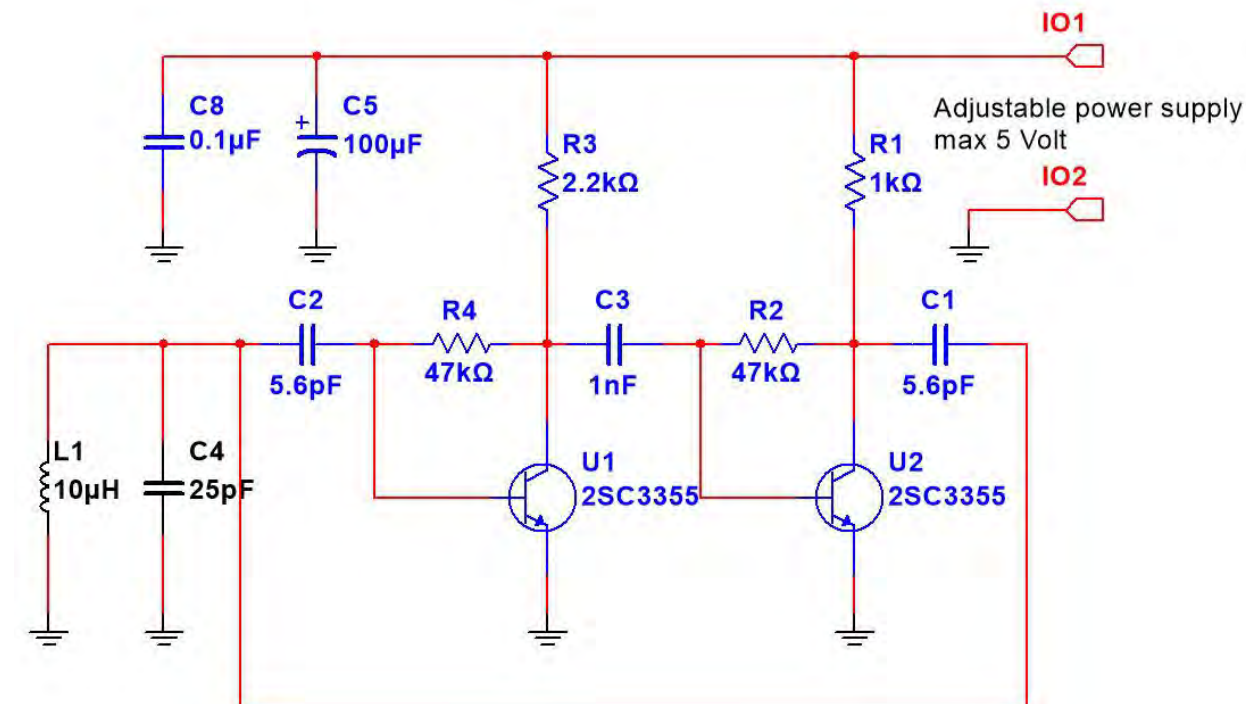 IO1
C8
0.1µF
+
C5
100µF
R3
2.2kΩ
R1
1kΩ
Adjustable power supply
max 5 Volt
IO2
C2
5.6pF
R4
47kΩ
C3
1nF
R2
47kΩ
C1
5.6pF
L1
10µH
C4
25pF
U1
2SC3355
U2
2SC3355